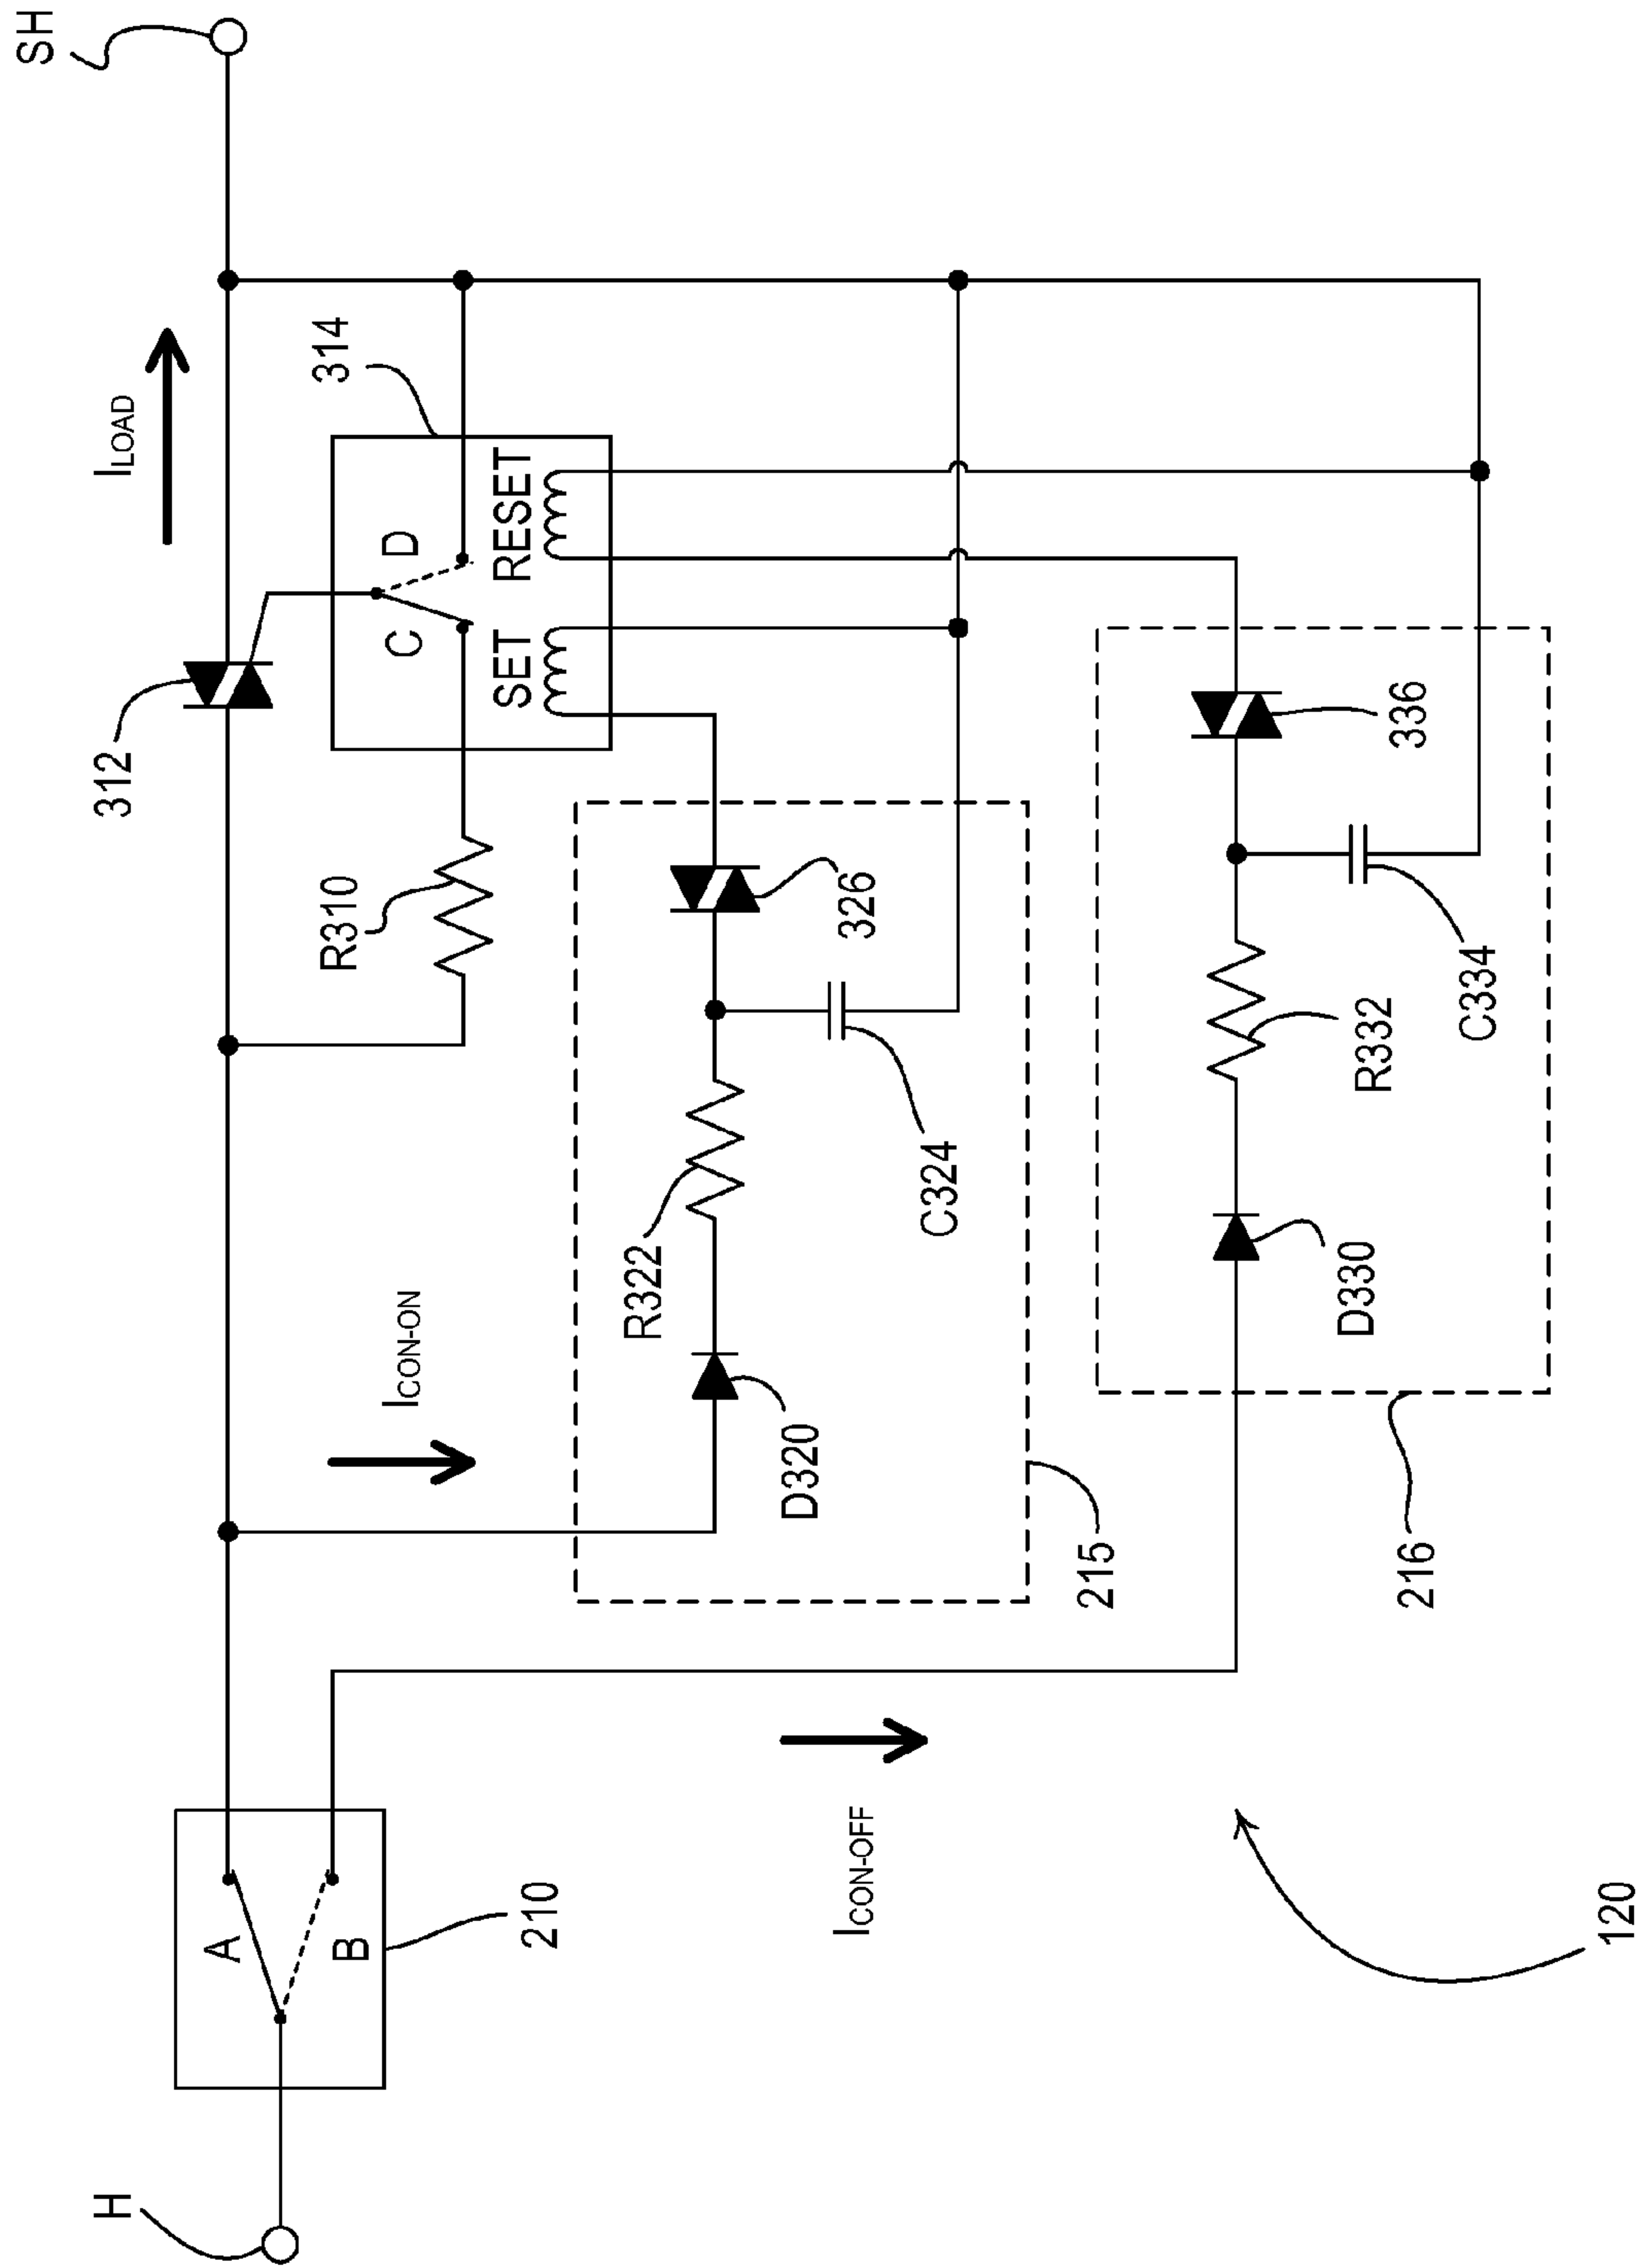 H
SH
A
B
210
ILOAD
312
314
R310
C
D
SET
RESET
ICON-ON
R322
326
C324
D320
215
ICON-OFF
336
R332
C334
D330
216
120